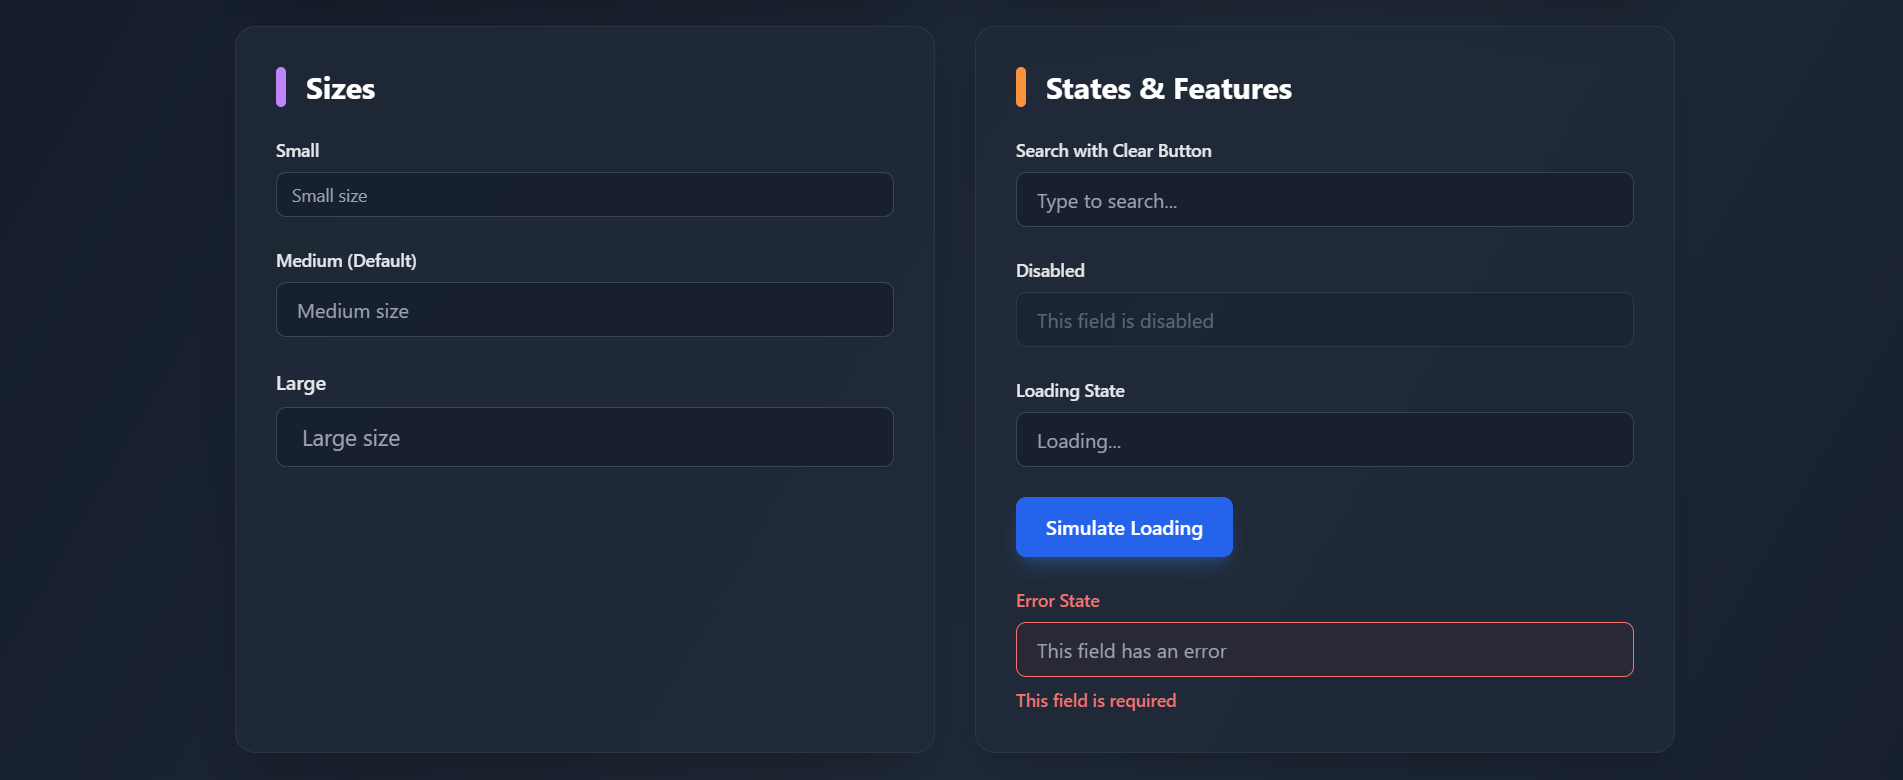 Sizes
Small
Small size
Medium (Default)
Medium size
Large
Large size
States & Features
Search with Clear Button
Type to search...
Disabled
This field is disabled
Loading State
Loading...
Simulate Loading
Error State
This field has an error
This field is required